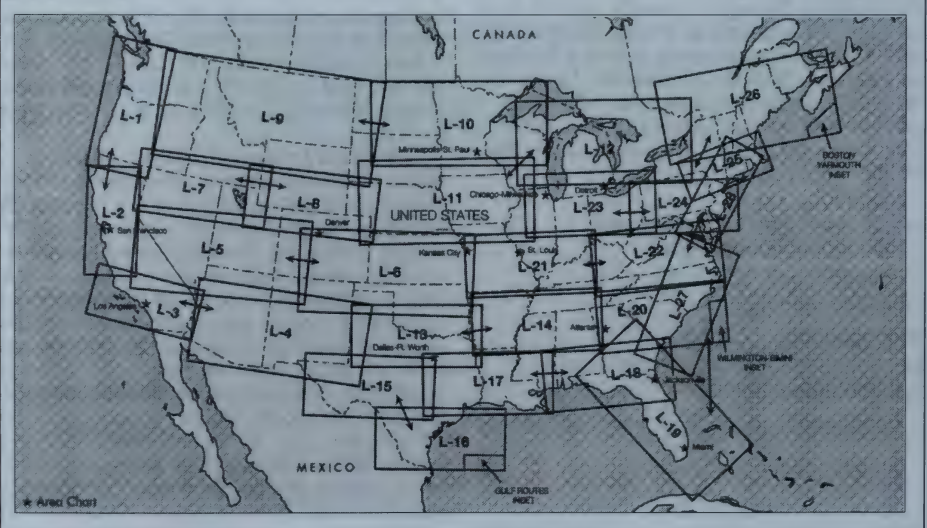 CANADA
L-1
L-9
L-10
L-26
Minneapolis-St. Paul ★
L-12
BOSTON
YARMOUTH
INSET
L-25
L-7
L-8
L-11
Detroit
L-23
L-24
UNITED STATES
L-2
★ San Francisco
Denver
L-5
Kansas City
★ St. Louis
L-22
L-6
L-21
Los Angeles ★
L-3
L-4
L-13
Dallas-Ft. Worth
L-14
Atlanta
L-20
L-27
WILMINGTON-BIMINI
INSET
L-15
L-17
L-18
★ Jacksonville
L-16
L-19
★ Miami
MEXICO
GULF ROUTES
INSET
★ Area Chart